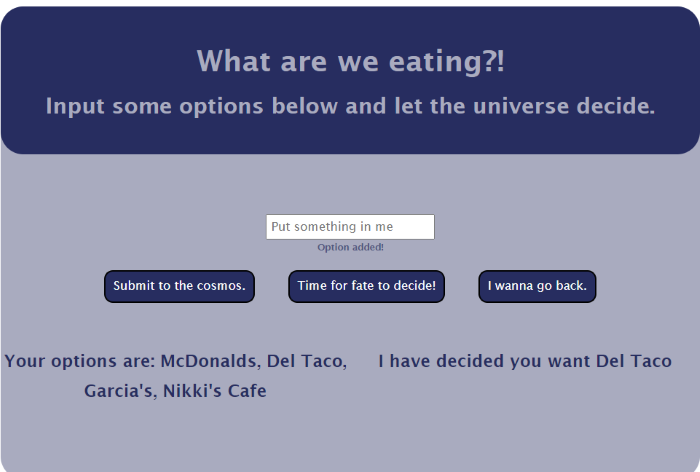 What are we eating?!
Input some options below and let the universe decide.
Put something in me
Option added!
Submit to the cosmos.
Time for fate to decide!
I wanna go back.
Your options are: McDonalds, Del Taco,
Garcia's, Nikki's Cafe
I have decided you want Del Taco